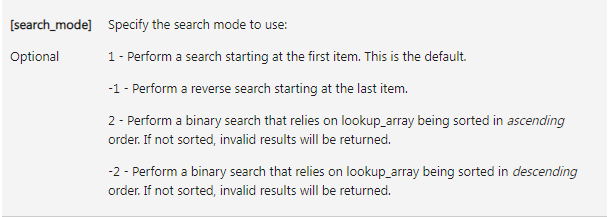 [search_mode] Specify the search mode to use:
Optional 1 - Perform a search starting at the first item. This is the default.
-1 - Perform a reverse search starting at the last item.
2 - Perform a binary search that relies on lookup_array being sorted in ascending
order. If not sorted, invalid results will be returned.
-2 - Perform a binary search that relies on lookup_array being sorted in descending
order. If not sorted, invalid results will be returned.